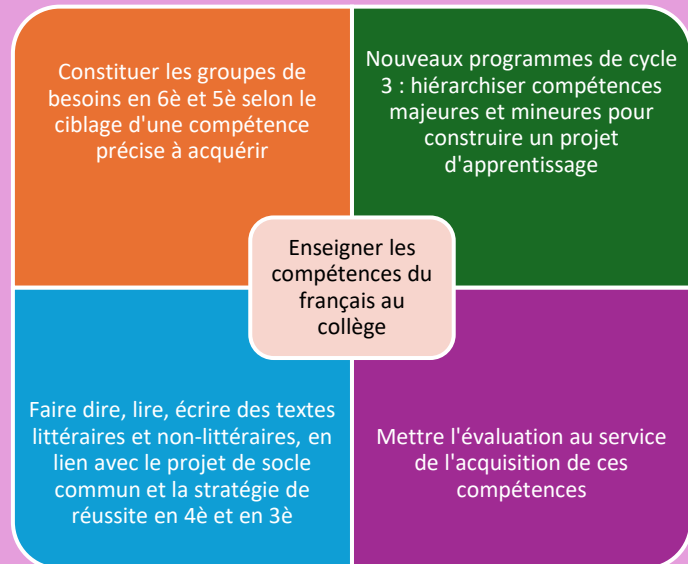 Constituer les groupes de
besoins en 6è et 5è selon le
ciblage d'une compétence
précise à acquérir
Nouveaux programmes de cycle
3 : hiérarchiser compétences
majeures et mineures pour
construire un projet
d'apprentissage
Enseigner les
compétences du
français au
collège
Faire dire, lire, écrire des textes
littéraires et non-littéraires, en
lien avec le projet de socle
commun et la stratégie de
réussite en 4è et en 3è
Mettre l'évaluation au service
de l'acquisition de ces
compétences